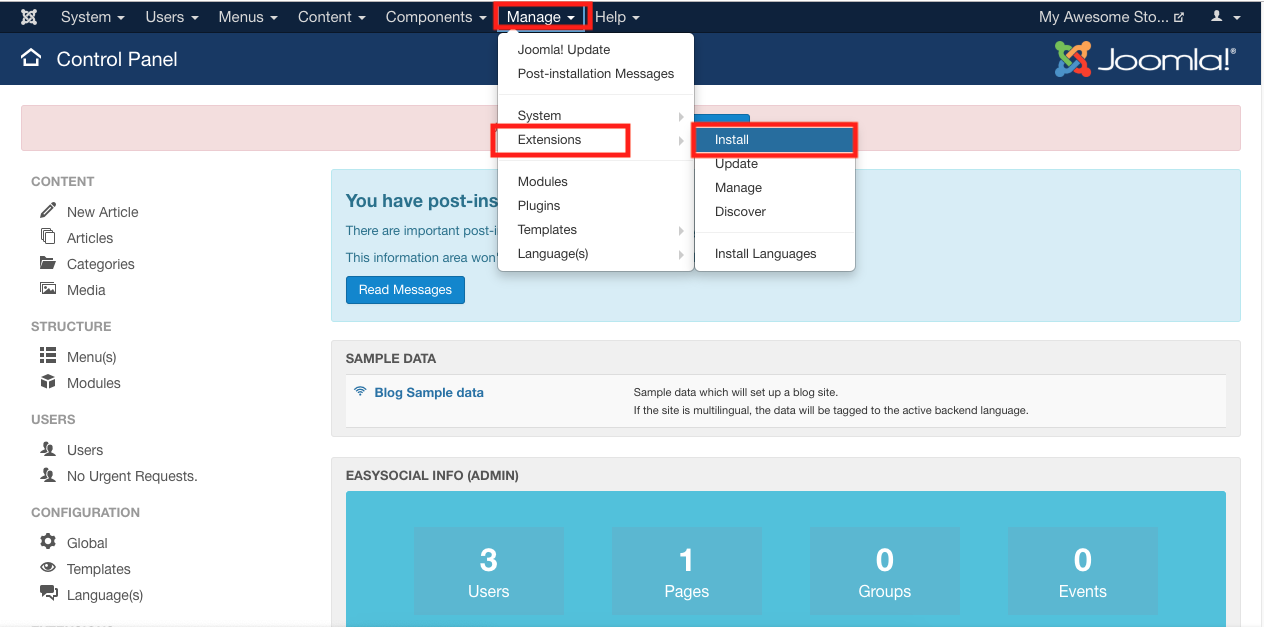 System Users Menus Content Components Manage Help My Awesome Sto...
Control Panel
Joomla!®
Joomla! Update
Post-installation Messages
System
Extensions
Modules
Plugins
Templates
Language(s)
Install
Update
Manage
Discover
Install Languages
CONTENT
New Article
Articles
Categories
Media
STRUCTURE
Menu(s)
Modules
USERS
Users
No Urgent Requests.
CONFIGURATION
Global
Templates
Language(s)
You have post-ins
There are important post-i
This information area won'
Read Messages
SAMPLE DATA
Blog Sample data
Sample data which will set up a blog site.
If the site is multilingual, the data will be tagged to the active backend language.
EASYSOCIAL INFO (ADMIN)
3 1 0 0
Users Pages Groups Events